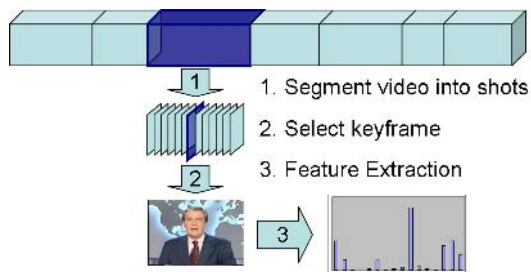 1
1. Segment video into shots
2. Select keyframe
2
3. Feature Extraction
3